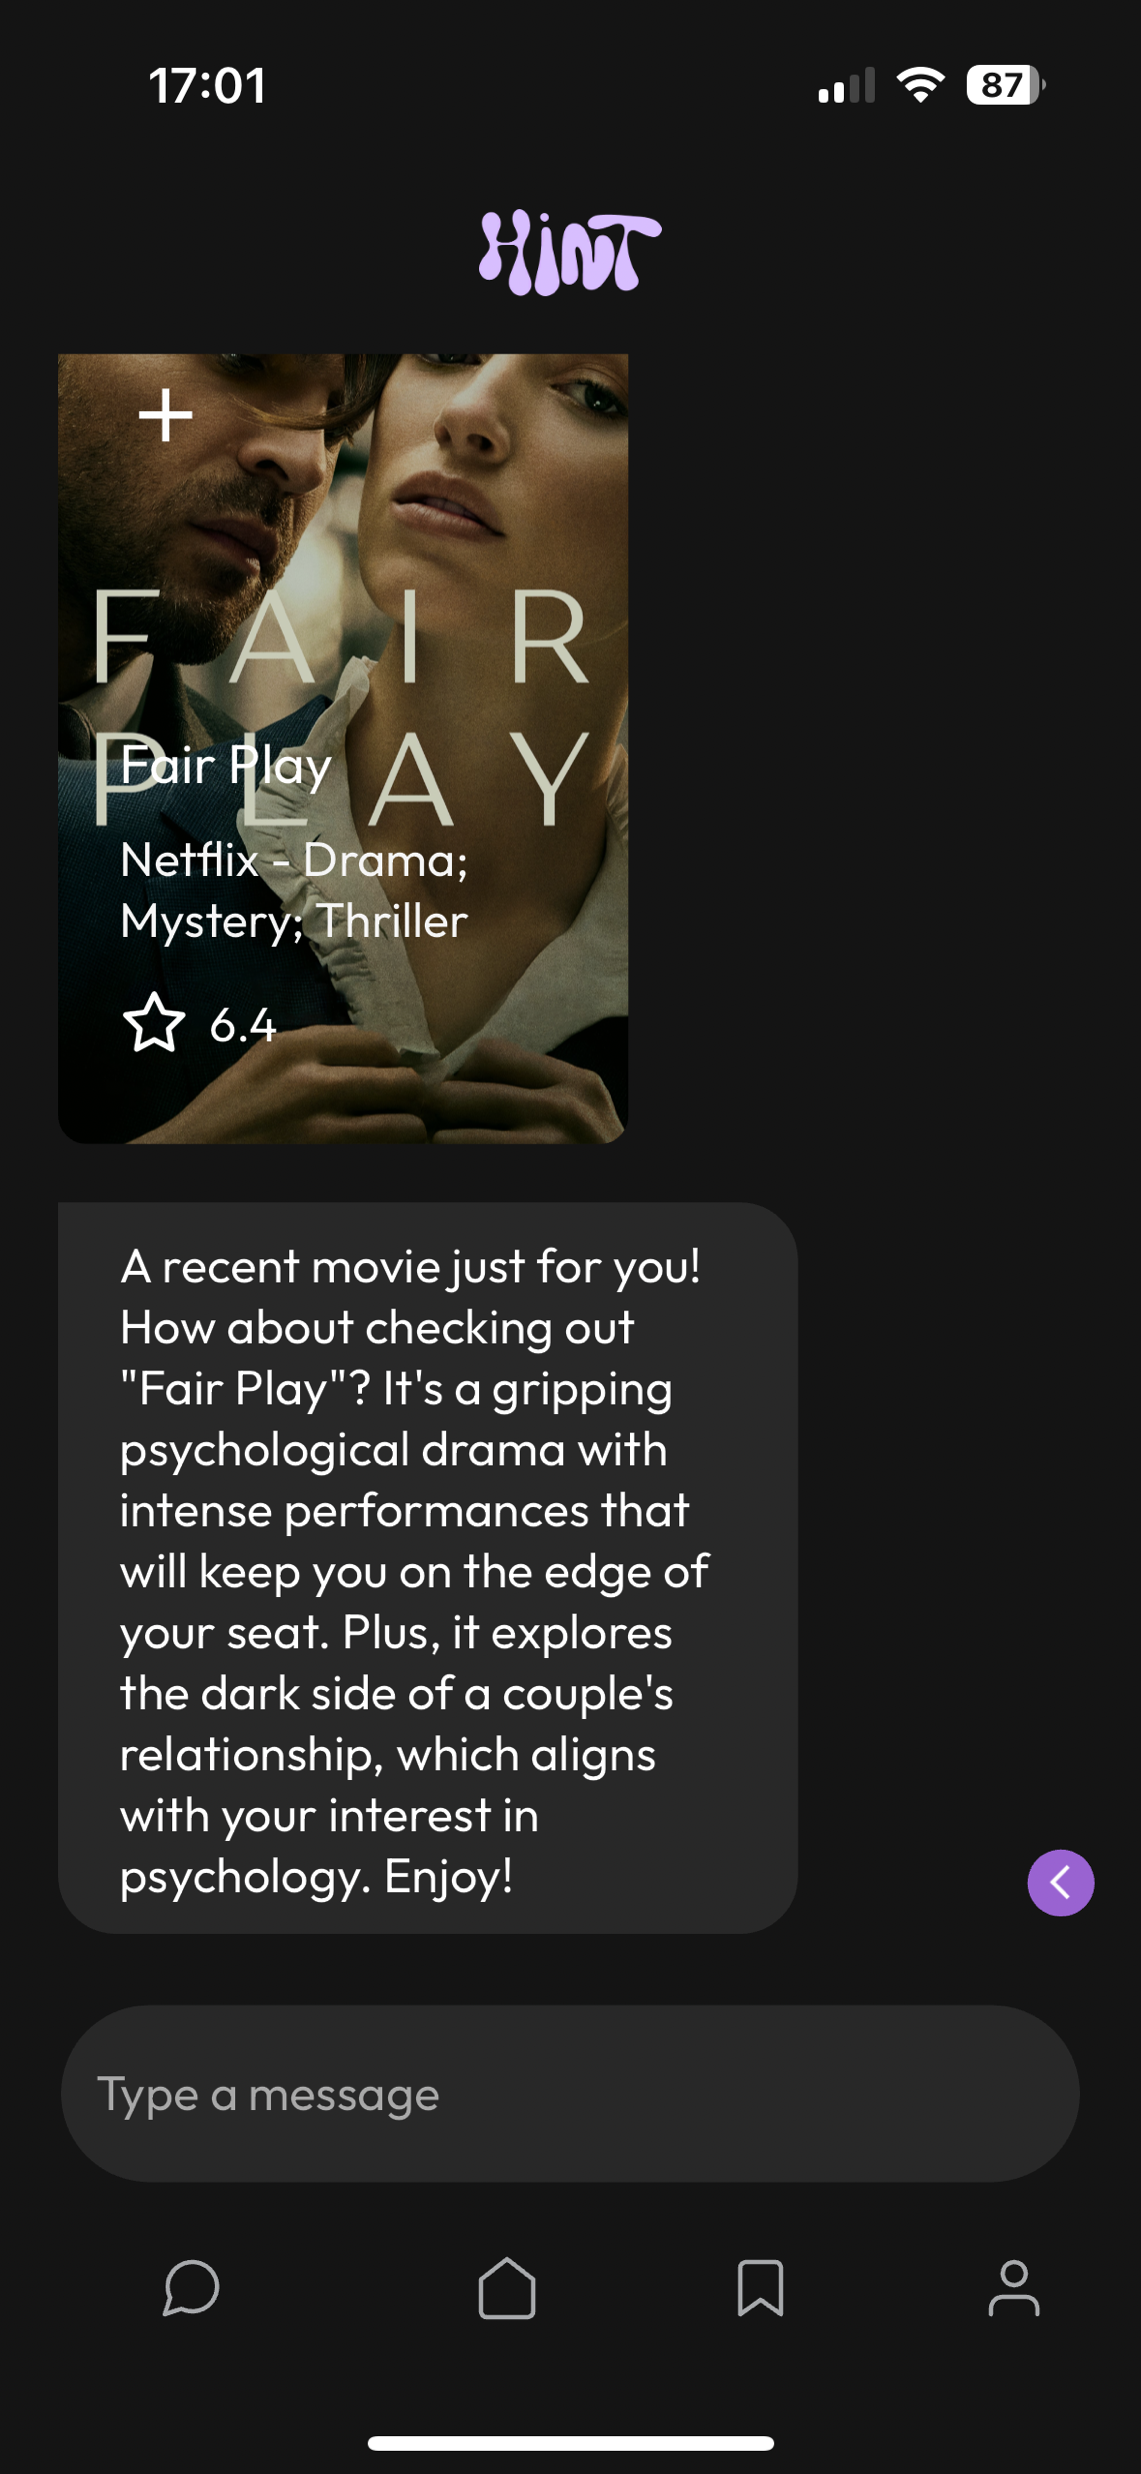 17:01
87
HiNT
FAIR
PLAY
Fair Play
Netflix - Drama;
Mystery; Thriller
6.4
A recent movie just for you!
How about checking out
"Fair Play"? It's a gripping
psychological drama with
intense performances that
will keep you on the edge of
your seat. Plus, it explores
the dark side of a couple's
relationship, which aligns
with your interest in
psychology. Enjoy!
Type a message